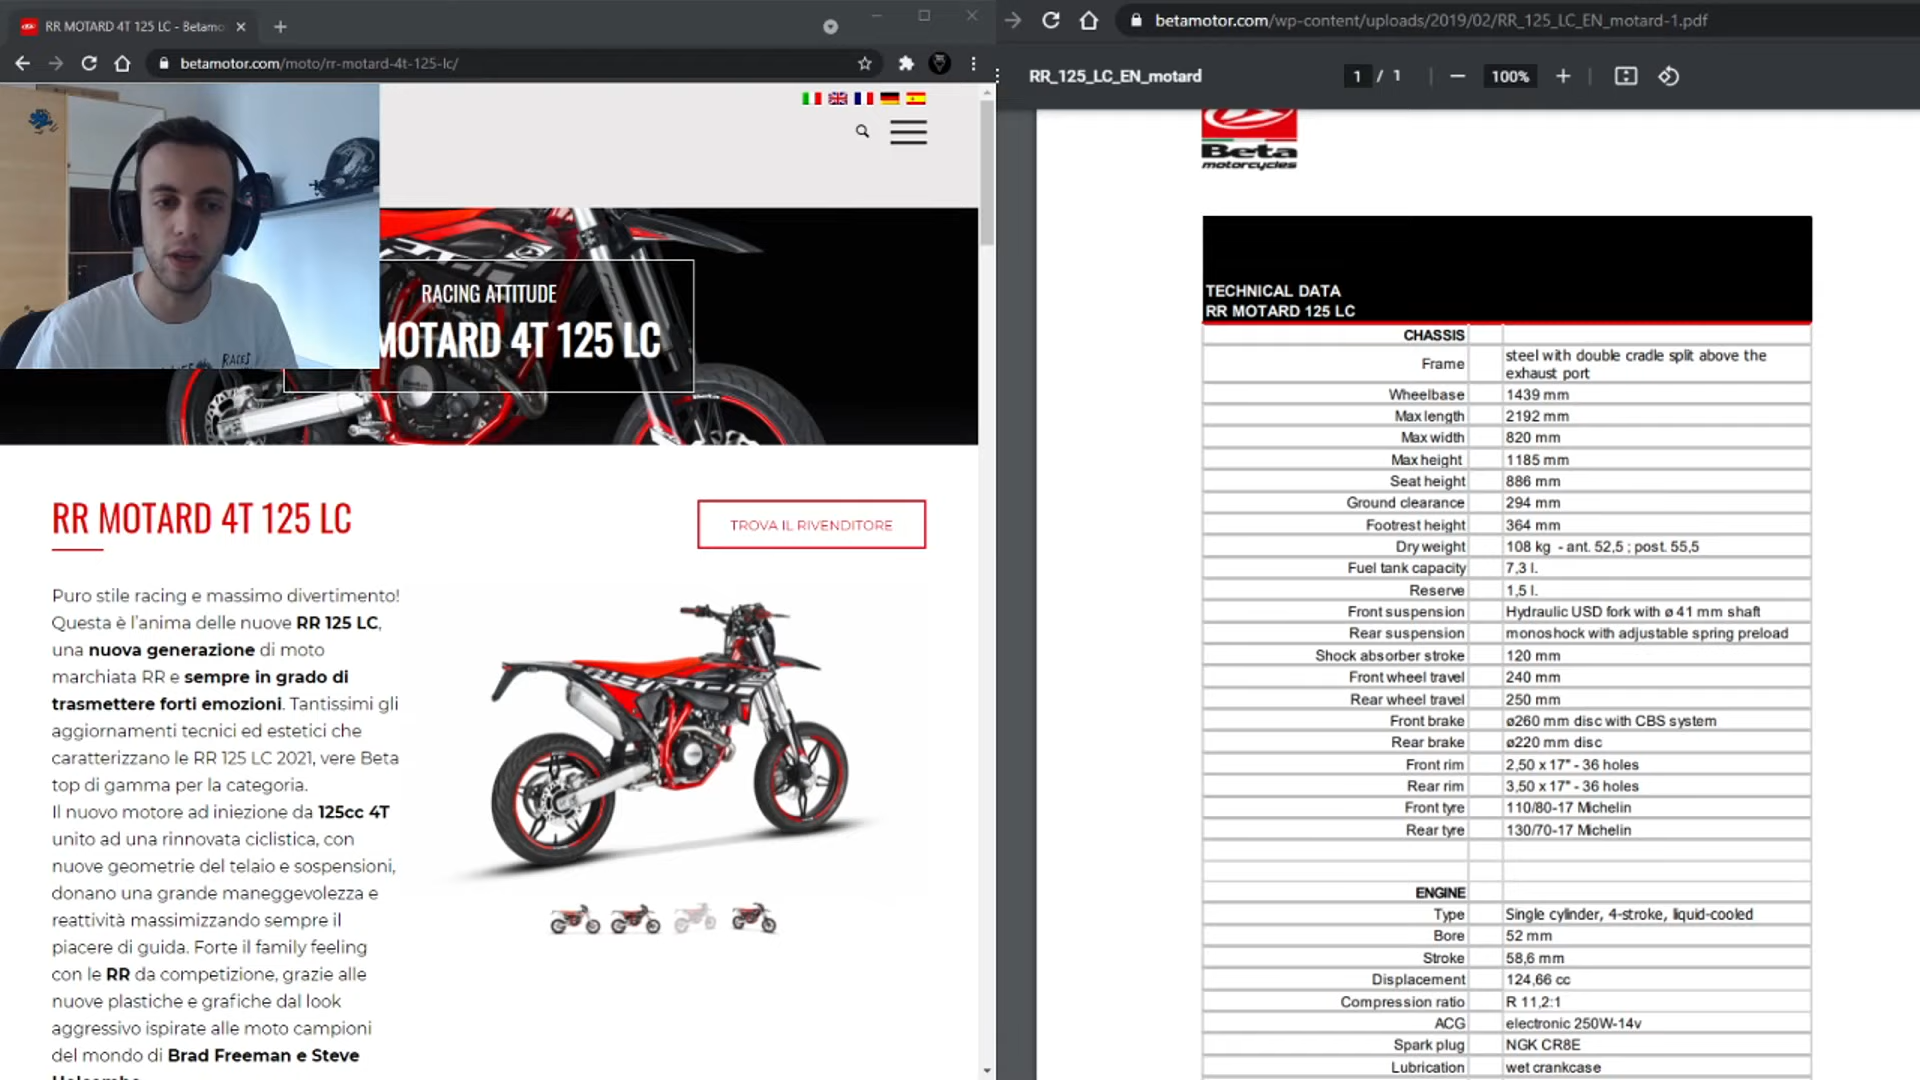 RR MOTARD 4T 125 LC - Betamo
betamotor.com/moto/rr-motard-4t-125-lc/
RACES
RACING ATTITUDE
MOTARD 4T 125 LC
RR MOTARD 4T 125 LC
TROVA IL RIVENDITORE
Puro stile racing e massimo divertimento!
Questa è l'anima delle nuove RR 125 LC,
una nuova generazione di moto
marchiata RR e sempre in grado di
trasmettere forti emozioni. Tantissimi gli
aggiornamenti tecnici ed estetici che
caratterizzano le RR 125 LC 2021, vere Beta
top di gamma per la categoria.
Il nuovo motore ad iniezione da 125cc 4T
unito ad una rinnovata ciclistica, con
nuove geometrie del telaio e sospensioni,
donano una grande maneggevolezza e
reattività massimizzando sempre il
piacere di guida. Forte il family feeling
con le RR da competizione, grazie alle
nuove plastiche e grafiche dal look
aggressivo ispirate alle moto campioni
del mondo di Brad Freeman e Steve
betamotor.com/wp-content/uploads/2019/02/RR_125_LC_EN_motard-1.pdf
RR_125_LC_EN_motard
1 / 1
100%
Beta
motorcycles
TECHNICAL DATA
RR MOTARD 125 LC
CHASSIS
Frame steel with double cradle split above the
exhaust port
Wheelbase 1439 mm
Max length 2192 mm
Max width 820 mm
Max height 1185 mm
Seat height 886 mm
Ground clearance 294 mm
Footrest height 364 mm
Dry weight 108 kg - ant. 52,5 ; post. 55,5
Fuel tank capacity 7,3 l.
Reserve 1,5 l.
Front suspension Hydraulic USD fork with ø 41 mm shaft
Rear suspension monoshock with adjustable spring preload
Shock absorber stroke 120 mm
Front wheel travel 240 mm
Rear wheel travel 250 mm
Front brake ø260 mm disc with CBS system
Rear brake ø220 mm disc
Front rim 2,50 x 17" - 36 holes
Rear rim 3,50 x 17" - 36 holes
Front tyre 110/80-17 Michelin
Rear tyre 130/70-17 Michelin
ENGINE
Type Single cylinder, 4-stroke, liquid-cooled
Bore 52 mm
Stroke 58,6 mm
Displacement 124,66 cc
Compression ratio R 11,2:1
ACG electronic 250W-14v
Spark plug NGK CR8E
Lubrication wet crankcase